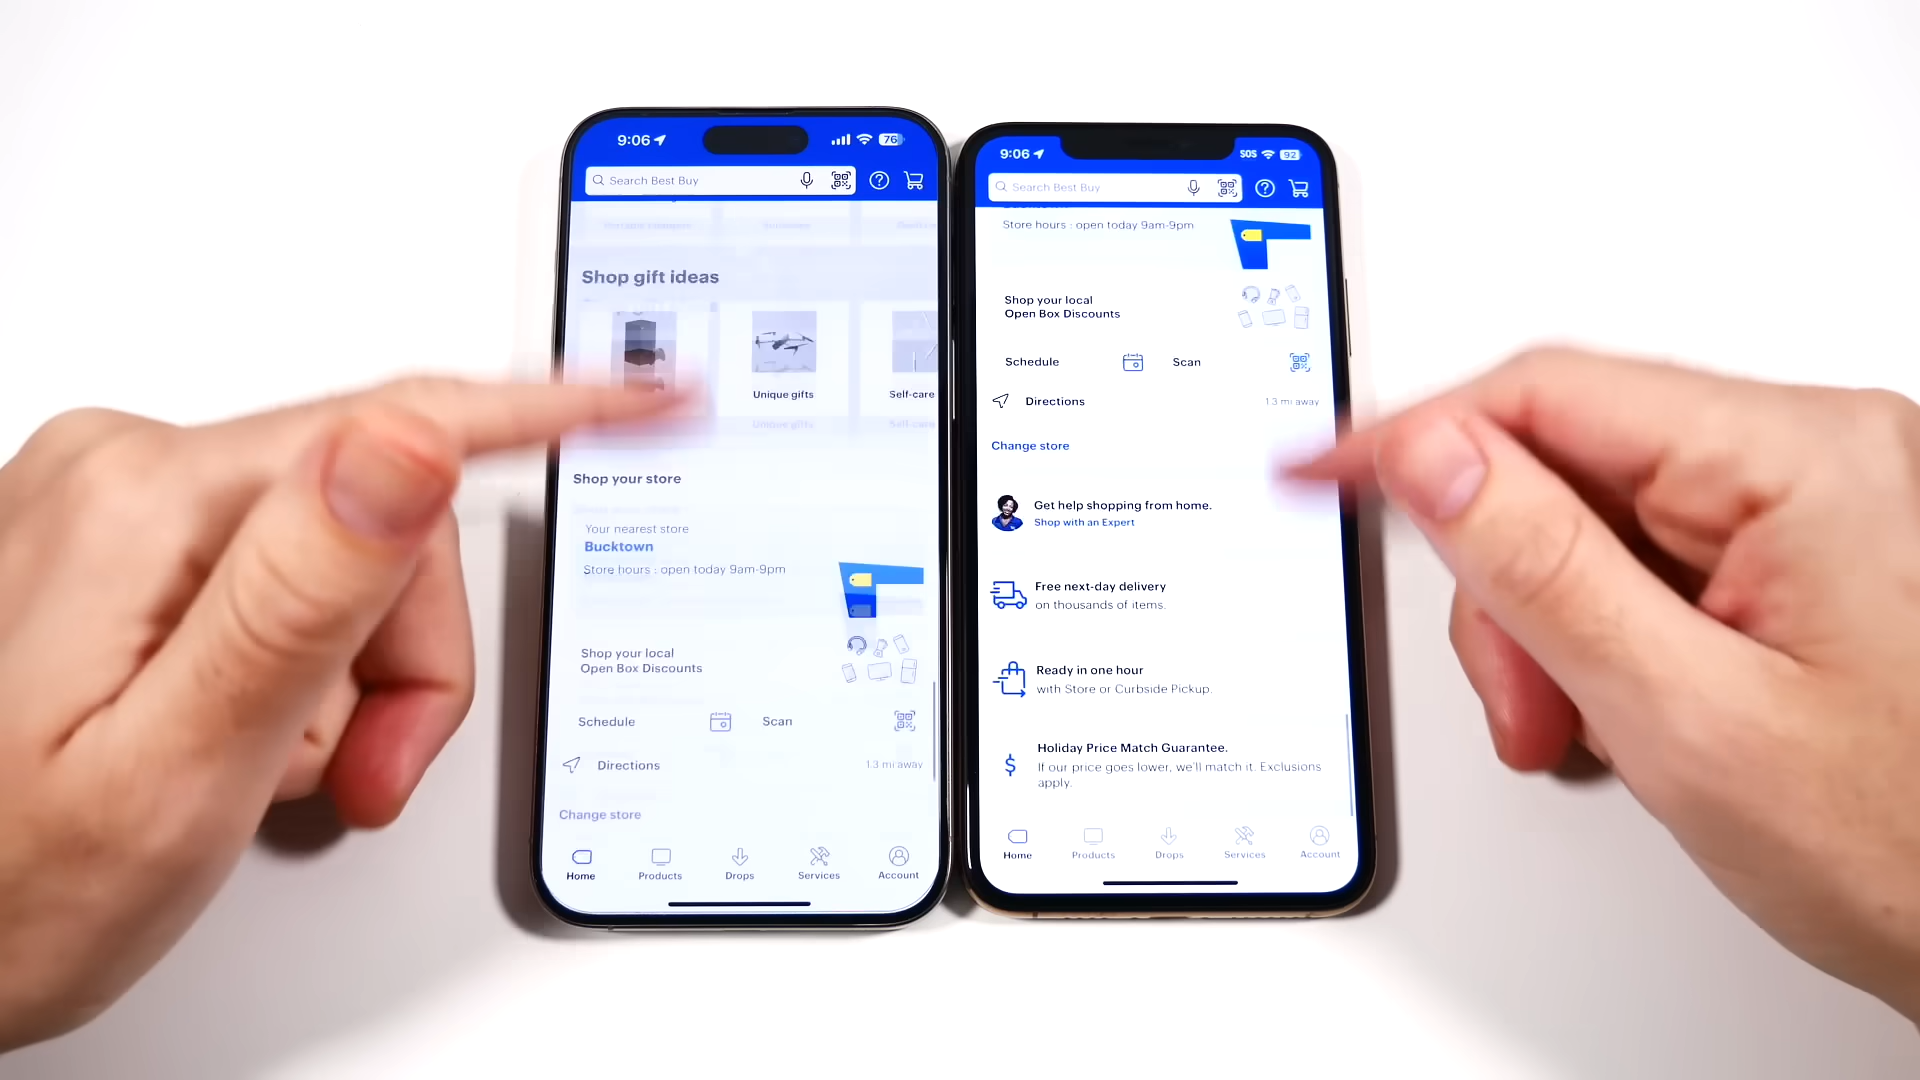 9:06
76
Search Best Buy
Shop gift ideas
Unique gifts
Self-care
Unique gifts
Self-care
Shop your store
Your nearest store
Bucktown
Store hours : open today 9am-9pm
Shop your local
Open Box Discounts
Schedule
Scan
Directions
1.3 mi away
Change store
Home
Products
Drops
Services
Account
9:06
SOS
92
Search Best Buy
Store hours : open today 9am-9pm
Shop your local
Open Box Discounts
Schedule
Scan
Directions
1.3 mi away
Change store
Get help shopping from home.
Shop with an Expert
Free next-day delivery
on thousands of items.
Ready in one hour
with Store or Curbside Pickup.
Holiday Price Match Guarantee.
If our price goes lower, we'll match it. Exclusions
apply.
Home
Products
Drops
Services
Account